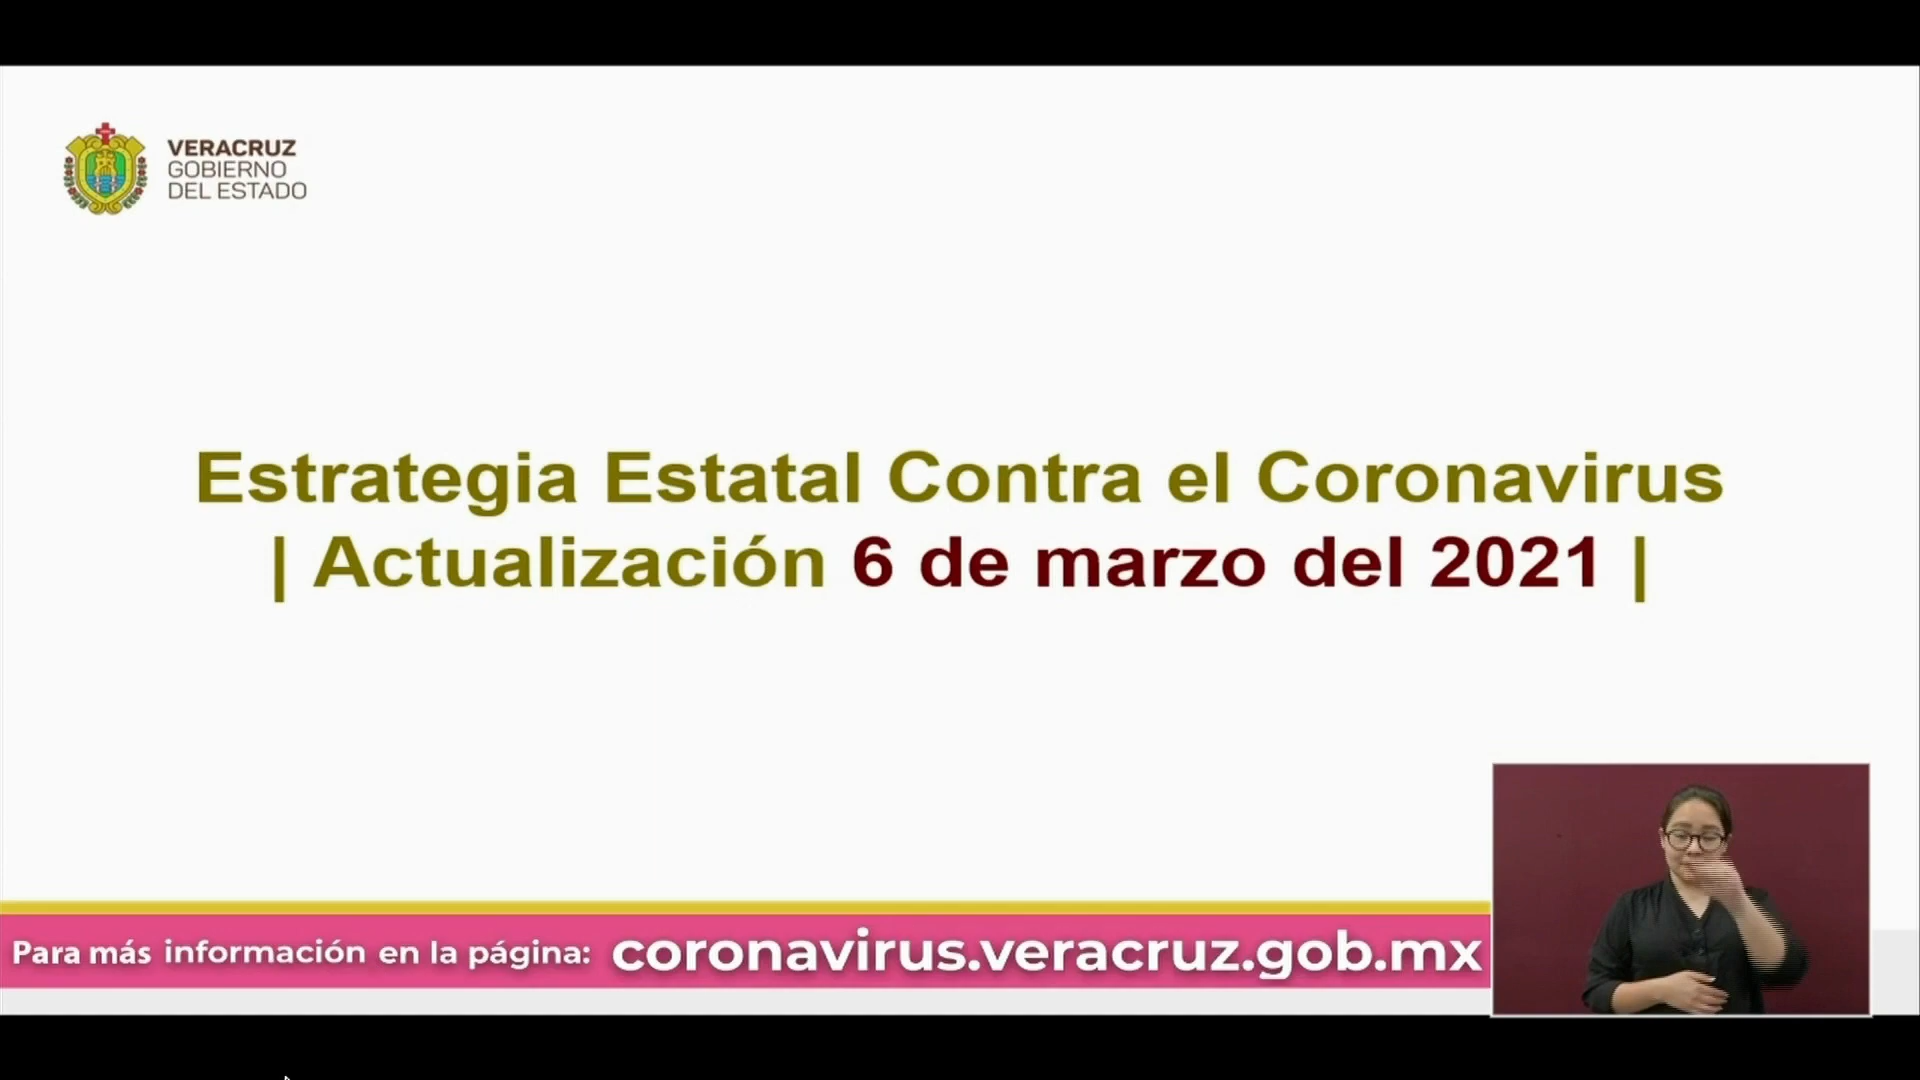 VERACRUZ
GOBIERNO
DEL ESTADO
Estrategia Estatal Contra el Coronavirus
| Actualización 6 de marzo del 2021 |
Para más información en la página: coronavirus.veracruz.gob.mx